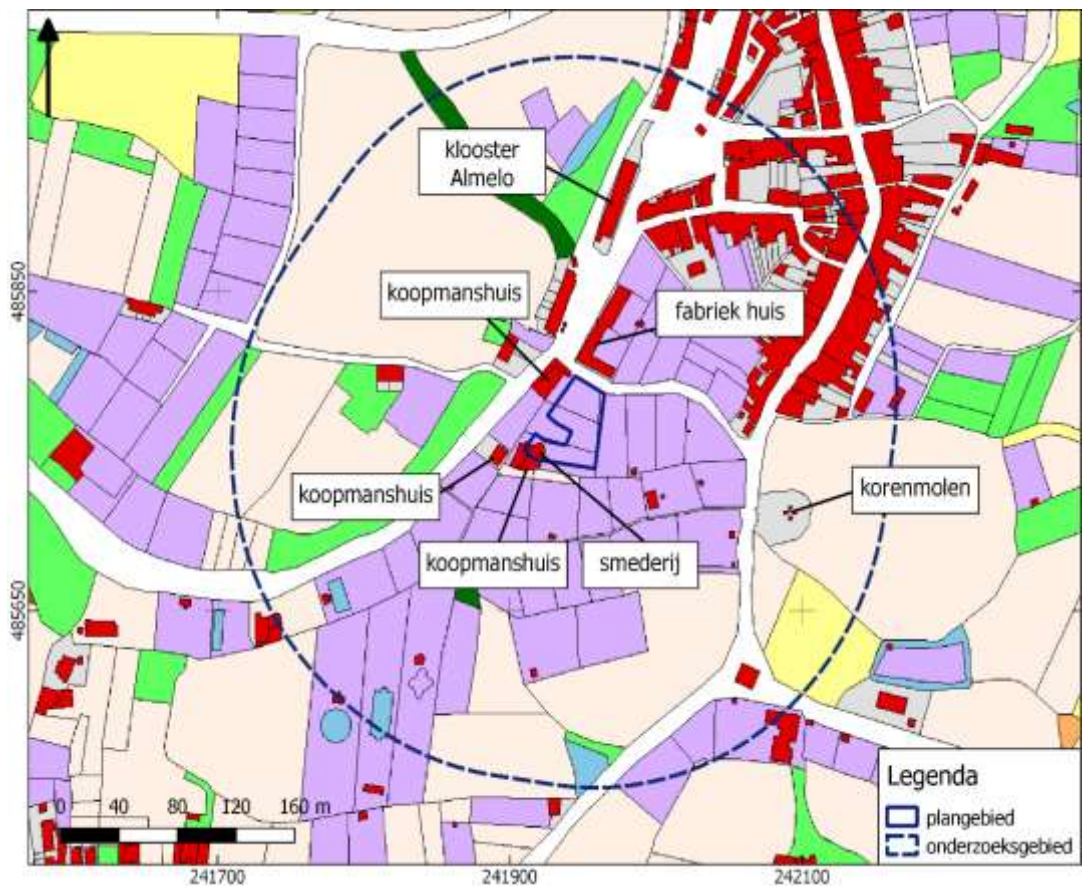 klooster
Almelo
koopmanshuis
fabriek huis
koopmanshuis
korenmolen
koopmanshuis
smederij
485850
485650
0 40 80 120 160 m
Legenda
plangebied
onderzoeksgebied
241700
241900
242100